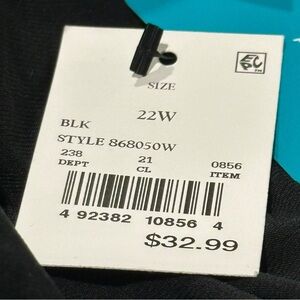 SIZE
22W
BLK
STYLE 868050W
238 21 0856
DEPT CL ITEM
4 92382 10856 4
$32.99